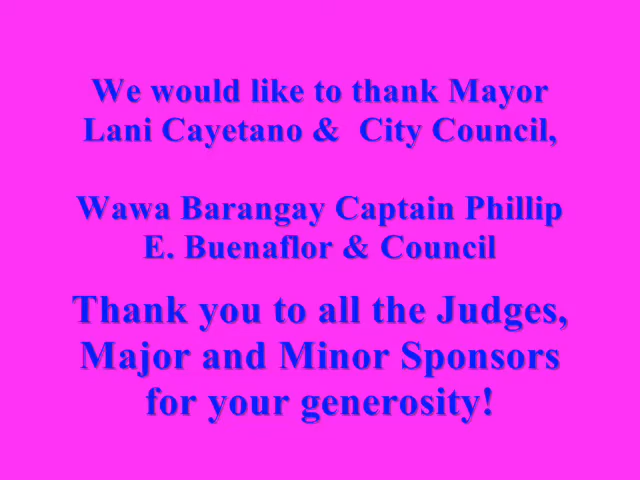 We would like to thank Mayor
Lani Cayetano &  City Council,
Wawa Barangay Captain Phillip
E. Buenaflor & Council
Thank you to all the Judges,
Major and Minor Sponsors
for your generosity!